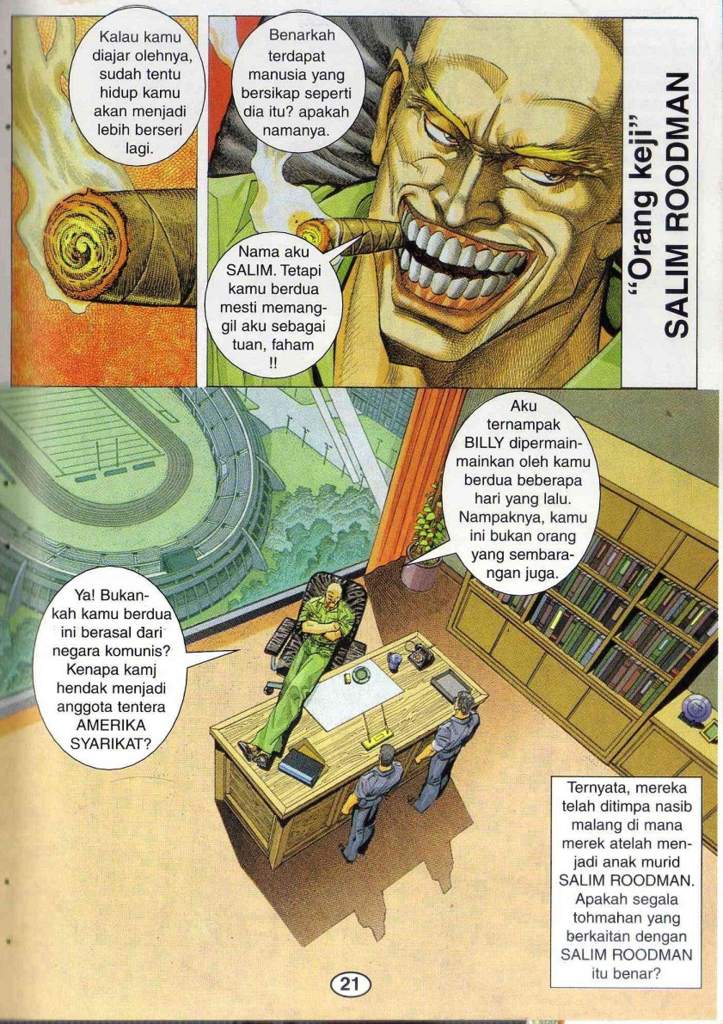 Kalau kamu
diajar olehnya,
sudah tentu
hidup kamu
akan menjadi
lebih berseri
lagi.
Benarkah
terdapat
manusia yang
bersikap seperti
dia itu? apakah
namanya.
Nama aku
SALIM. Tetapi
kamu berdua
mesti memang-
gil aku sebagai
tuan, faham
!!
“Orang keji”
SALIM ROODMAN
Aku
ternampak
BILLY dipermain-
mainkan oleh kamu
berdua beberapa
hari yang lalu.
Nampaknya, kamu
ini bukan orang
yang sembara-
ngan juga.
Ya! Bukan-
kah kamu berdua
ini berasal dari
negara komunis?
Kenapa kamj
hendak menjadi
anggota tentera
AMERIKA
SYARIKAT?
Ternyata, mereka
telah ditimpa nasib
malang di mana
merek atelah men-
jadi anak murid
SALIM ROODMAN.
Apakah segala
tohmahan yang
berkaitan dengan
SALIM ROODMAN
itu benar?
21